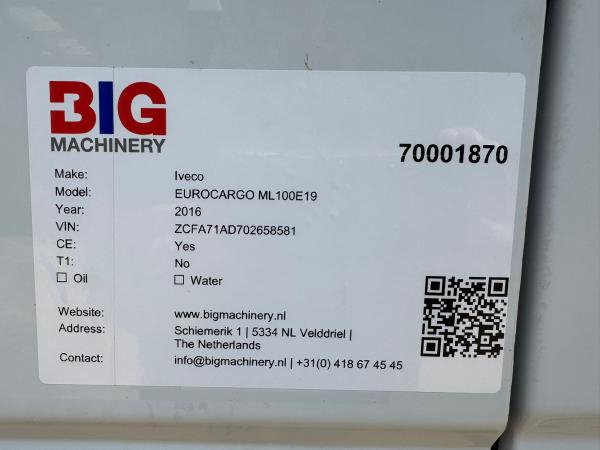 BIG
MACHINERY
70001870
Make: Iveco
Model: EUROCARGO ML100E19
Year: 2016
VIN: ZCFA71AD702658581
CE: Yes
T1: No
☐ Oil ☐ Water
Website: www.bigmachinery.nl
Address: Schiemerik 1 | 5334 NL Velddriel |
The Netherlands
Contact: info@bigmachinery.nl | +31(0) 418 67 45 45